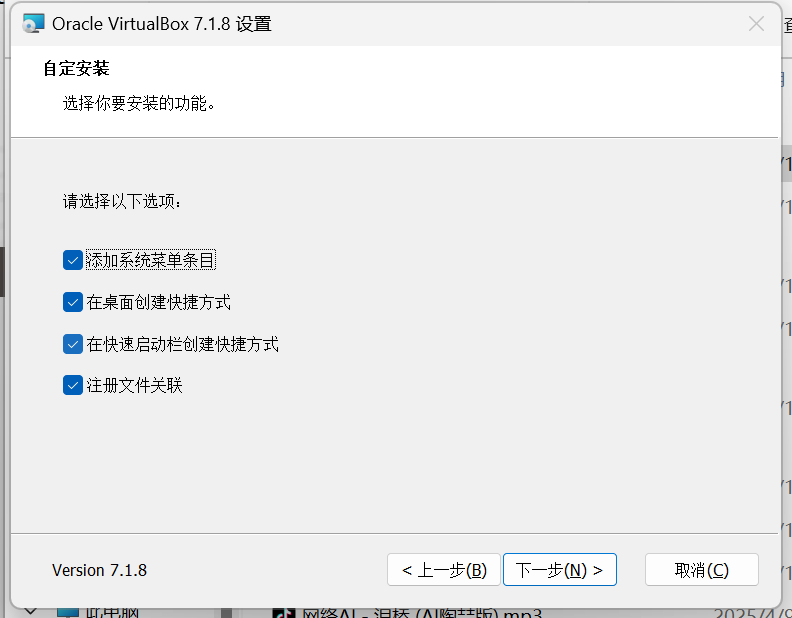 Oracle VirtualBox 7.1.8 设置
自定安装
选择你要安装的功能。
请选择以下选项：
添加系统菜单条目
在桌面创建快捷方式
在快速启动栏创建快捷方式
注册文件关联
Version 7.1.8
< 上一步(B)
下一步(N) >
取消(C)
此电脑